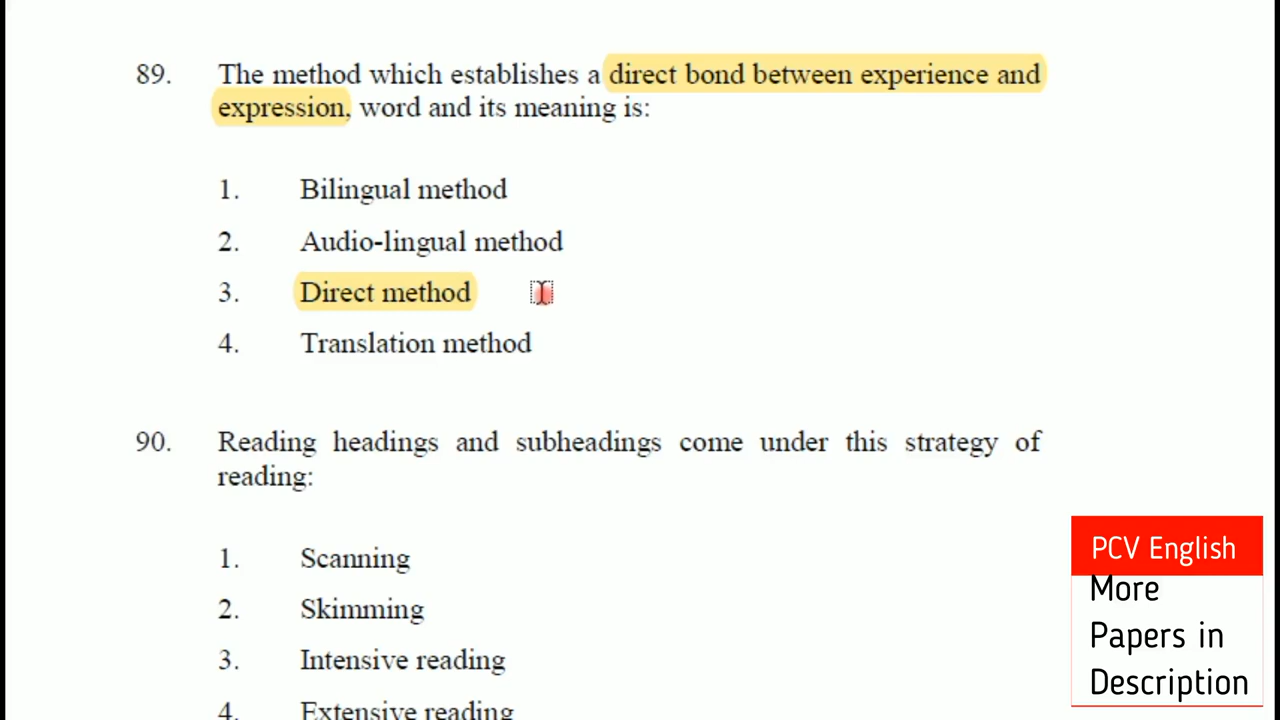 89. The method which establishes a direct bond between experience and
expression, word and its meaning is:
1. Bilingual method
2. Audio-lingual method
3. Direct method
4. Translation method
90. Reading headings and subheadings come under this strategy of
reading:
1. Scanning
2. Skimming
3. Intensive reading
4. Extensive reading
PCV English
More
Papers in
Description